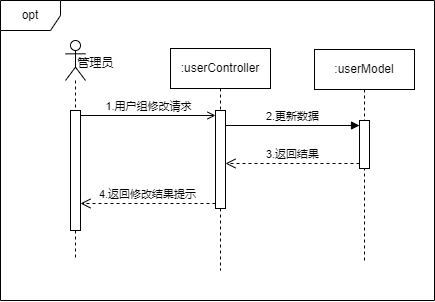 opt
管理员
:userController
:userModel
1.用户组修改请求
2.更新数据
3.返回结果
4.返回修改结果提示